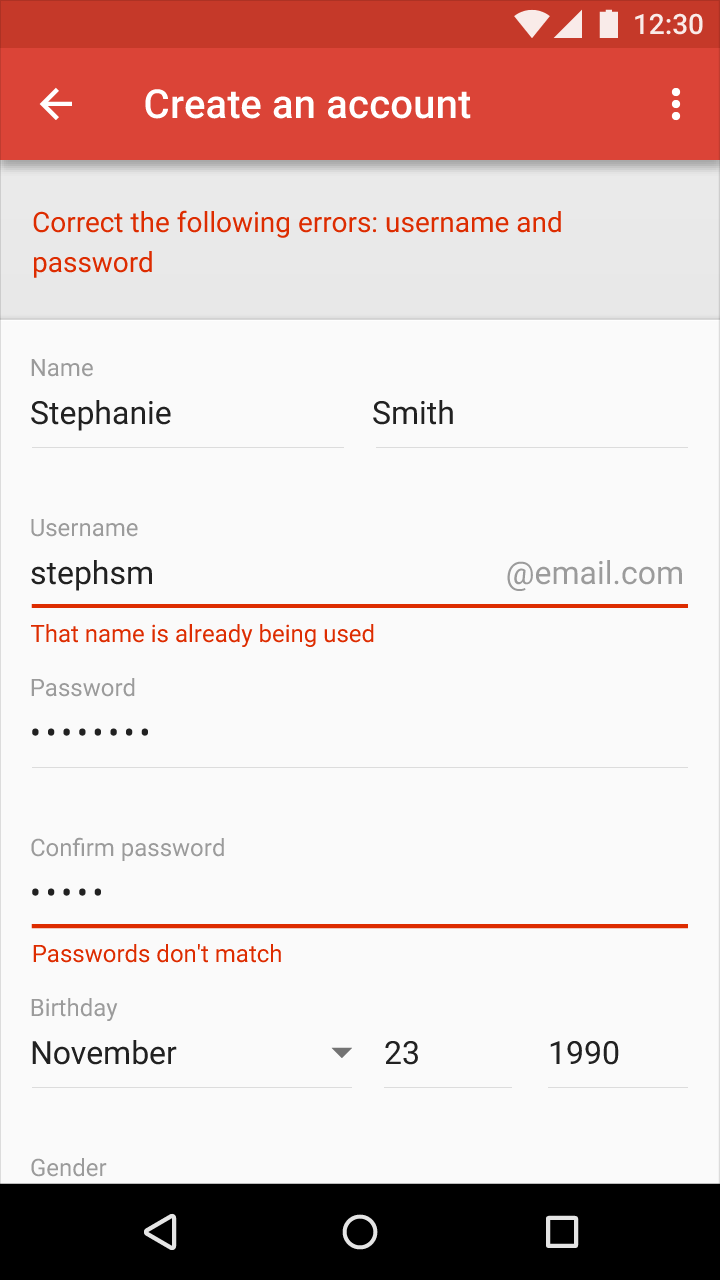 12:30
Create an account
Correct the following errors: username and
password
Name
Stephanie Smith
Username
stephsm @email.com
That name is already being used
Password
••••••••
Confirm password
•••••
Passwords don't match
Birthday
November 23 1990
Gender